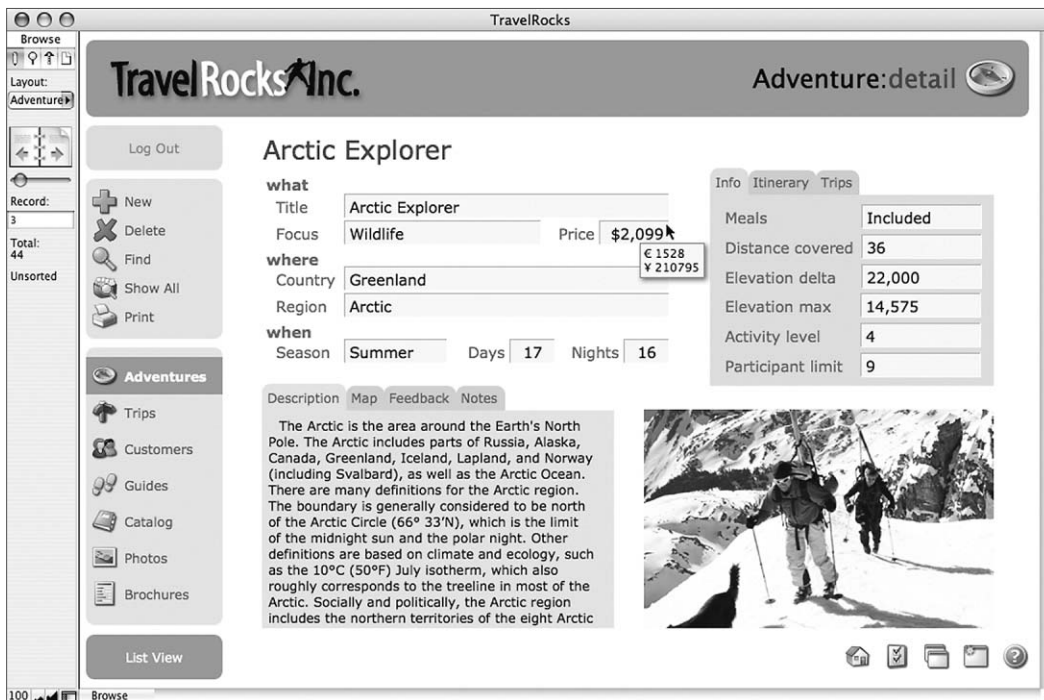 TravelRocks
Browse
Layout:
Adventure
Record:
3
Total:
44
Unsorted
TravelRocks Inc.
Adventure:detail
Log Out
New
Delete
Find
Show All
Print
Adventures
Trips
Customers
Guides
Catalog
Photos
Brochures
List View
Arctic Explorer
what
Title Arctic Explorer
Focus Wildlife Price $2,099
€ 1528
¥ 210795
where
Country Greenland
Region Arctic
when
Season Summer Days 17 Nights 16
Info Itinerary Trips
Meals Included
Distance covered 36
Elevation delta 22,000
Elevation max 14,575
Activity level 4
Participant limit 9
Description Map Feedback Notes
The Arctic is the area around the Earth's North
Pole. The Arctic includes parts of Russia, Alaska,
Canada, Greenland, Iceland, Lapland, and Norway
(including Svalbard), as well as the Arctic Ocean.
There are many definitions for the Arctic region.
The boundary is generally considered to be north
of the Arctic Circle (66° 33’N), which is the limit
of the midnight sun and the polar night. Other
definitions are based on climate and ecology, such
as the 10°C (50°F) July isotherm, which also
roughly corresponds to the treeline in most of the
Arctic. Socially and politically, the Arctic region
includes the northern territories of the eight Arctic
?
100 Browse